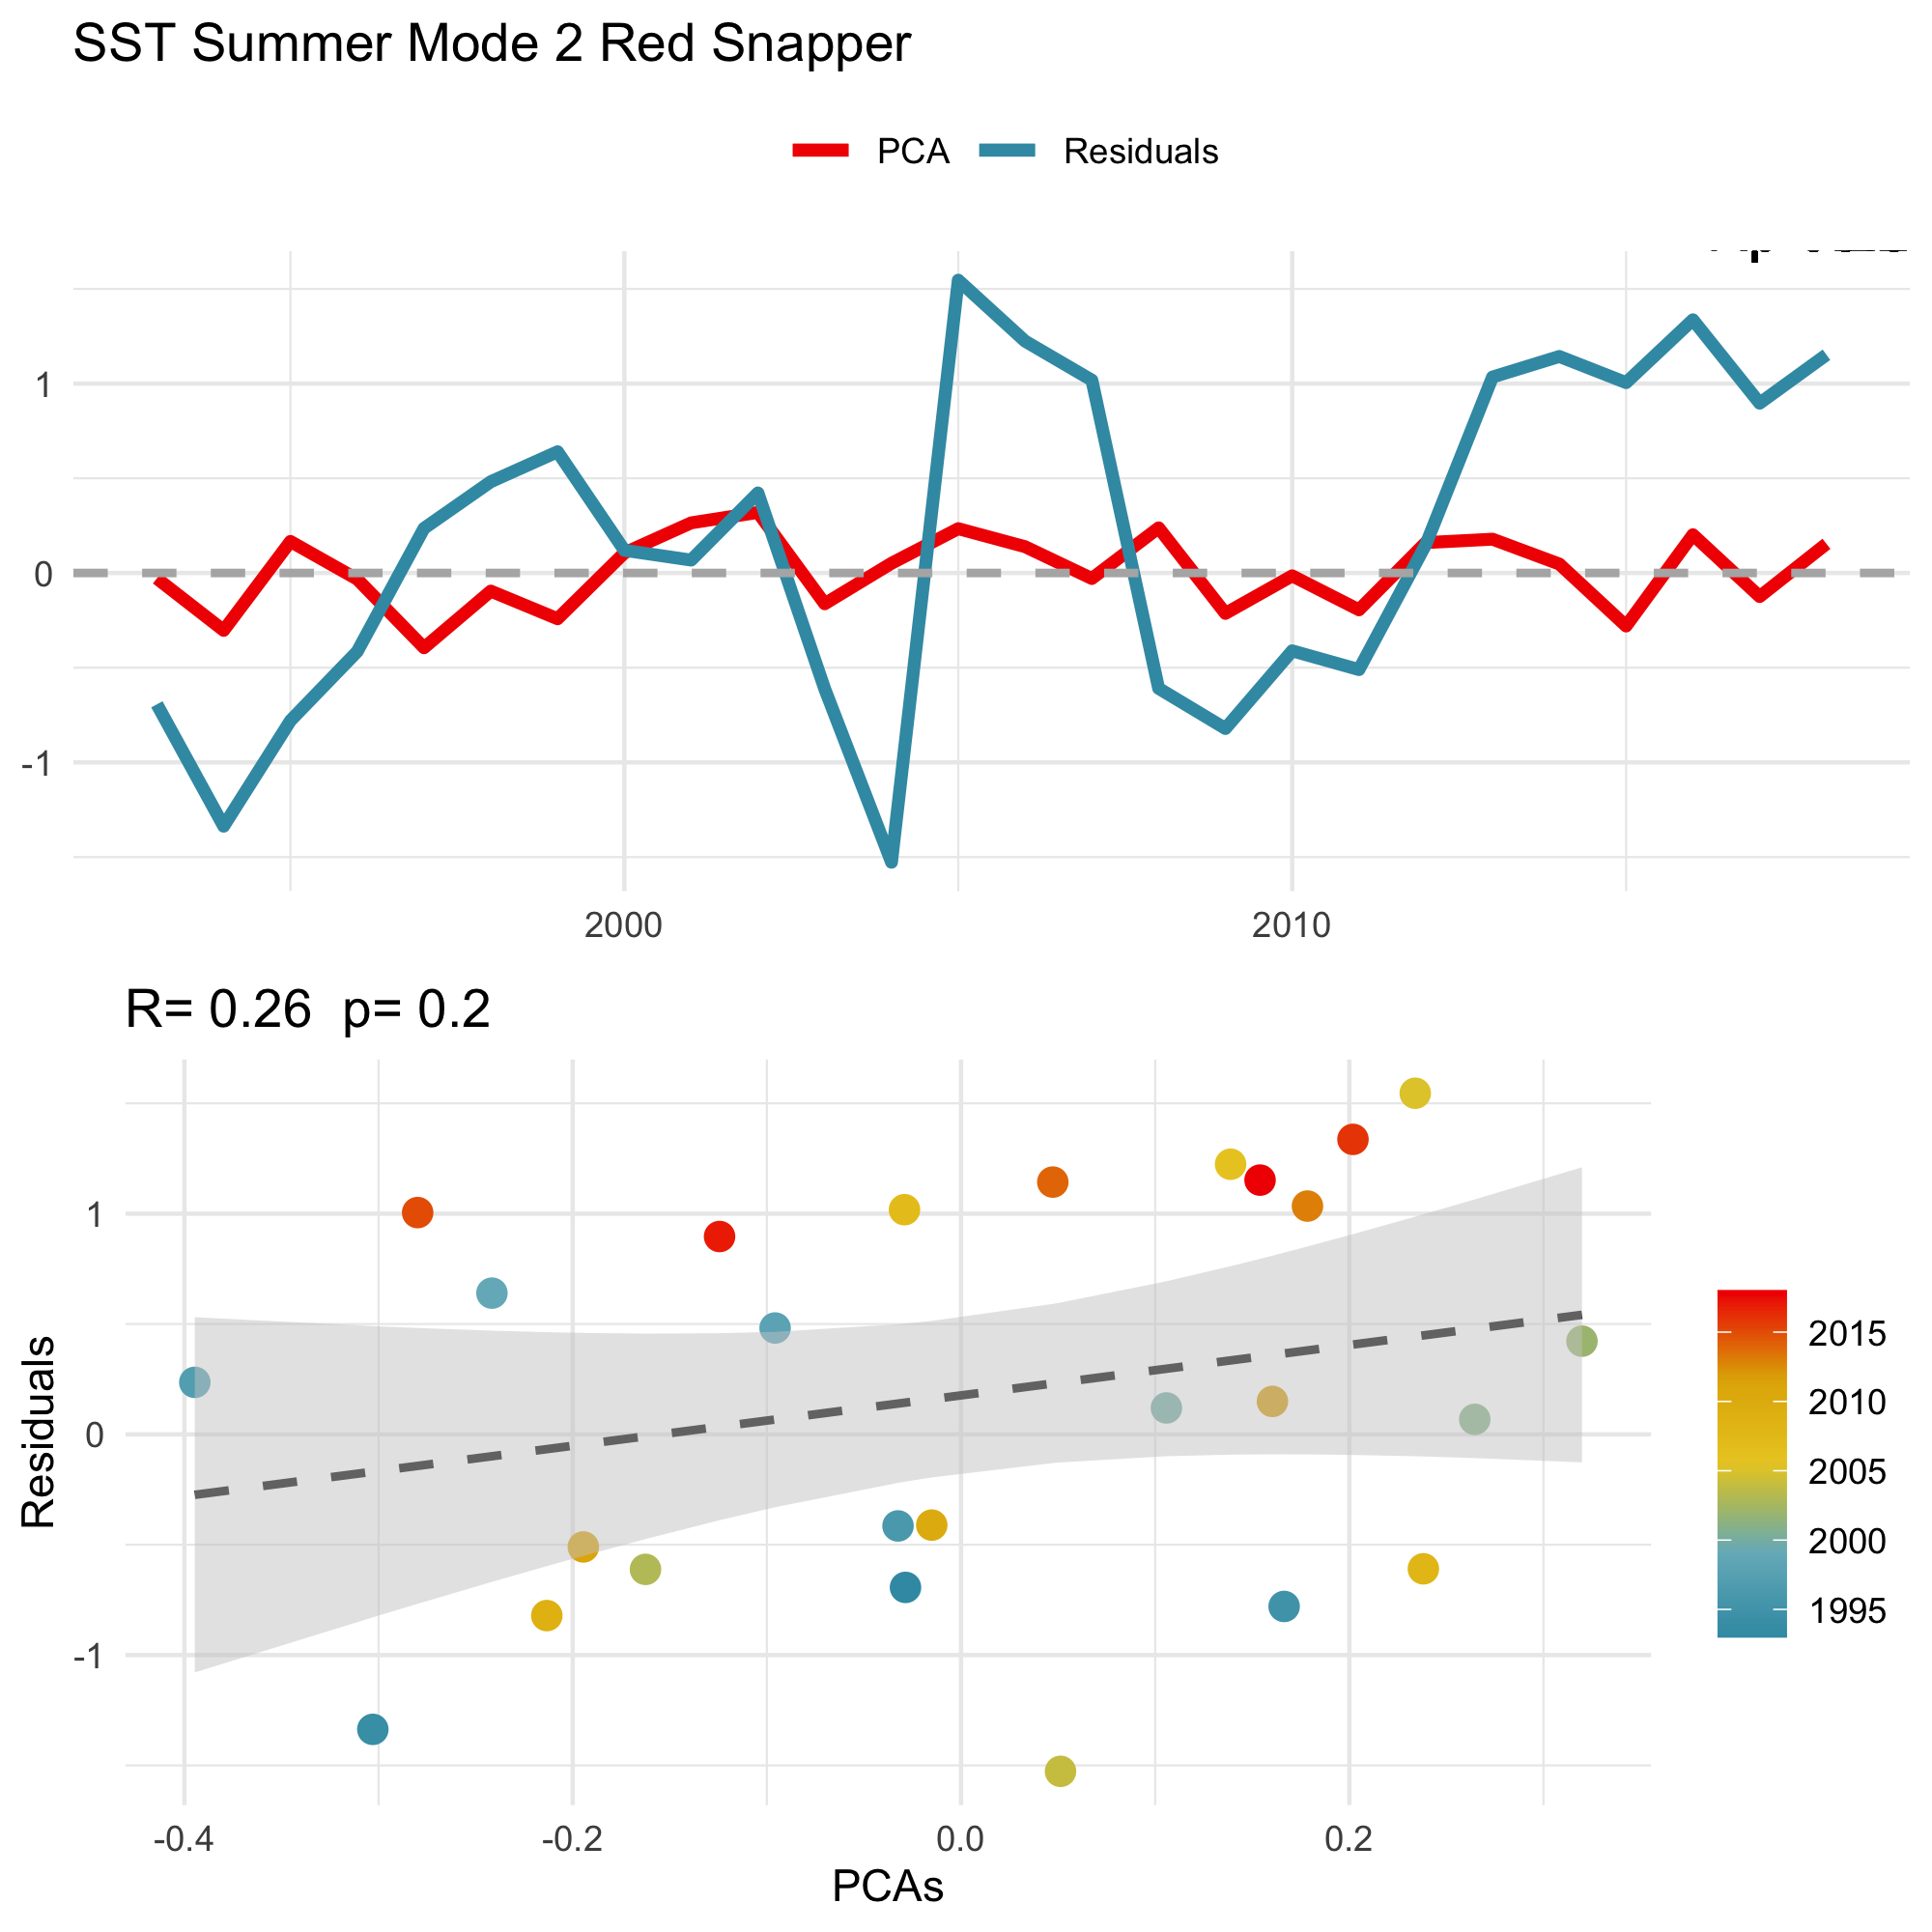 SST Summer Mode 2 Red Snapper
PCA Residuals
1
0
-1
2000 2010
R= 0.26 p= 0.2
Residuals
1
0
-1
-0.4 -0.2 0.0 0.2
PCAs
2015
2010
2005
2000
1995